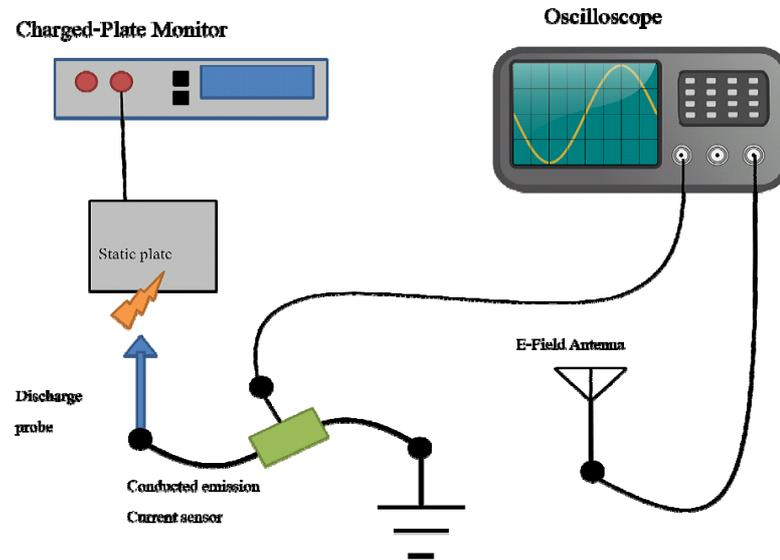 Charged-Plate Monitor
Oscilloscope
Static plate
E-Field Antenna
Discharge
probe
Conducted emission
Current sensor